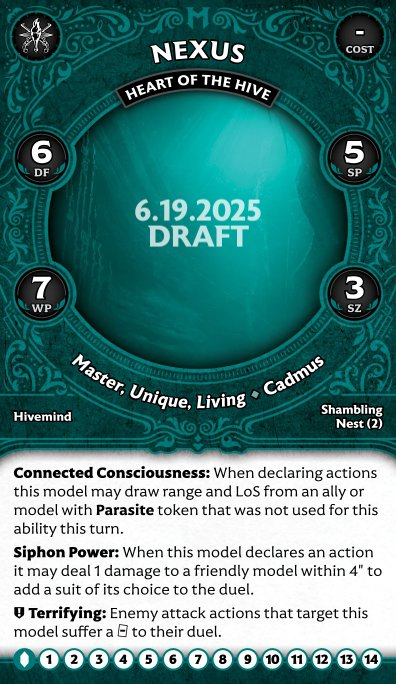 NEXUS
HEART OF THE HIVE
-
COST
6
DF
5
SP
6.19.2025
DRAFT
7
WP
3
SZ
Master, Unique, Living ◆ Cadmus
Hivemind
Shambling
Nest (2)
Connected Consciousness: When declaring actions
this model may draw range and LoS from an ally or
model with Parasite token that was not used for this
ability this turn.
Siphon Power: When this model declares an action
it may deal 1 damage to a friendly model within 4" to
add a suit of its choice to the duel.
Terrifying: Enemy attack actions that target this
model suffer a to their duel.
1 2 3 4 5 6 7 8 9 10 11 12 13 14